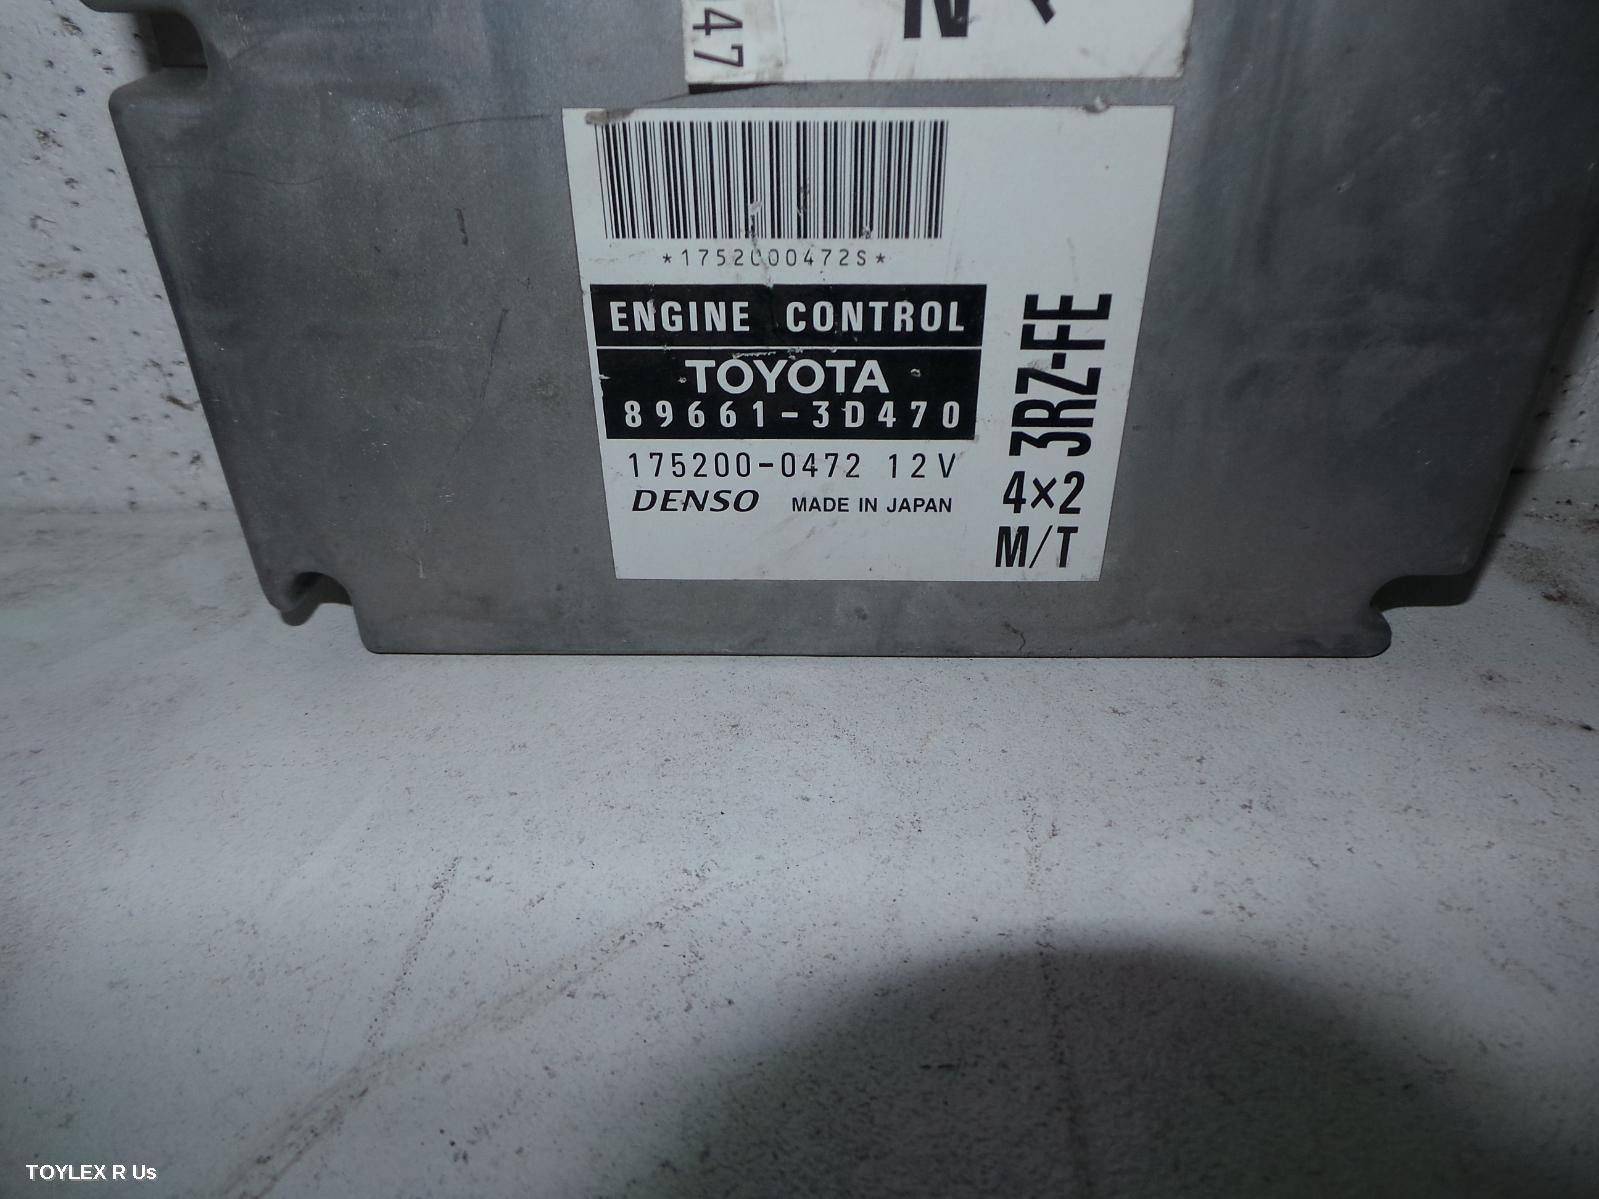 47
N
*1752000472S*
ENGINE CONTROL
TOYOTA
89661-3D470
175200-0472 12V
DENSO MADE IN JAPAN
3RZ-FE
4×2
M/T
TOYLEX R Us